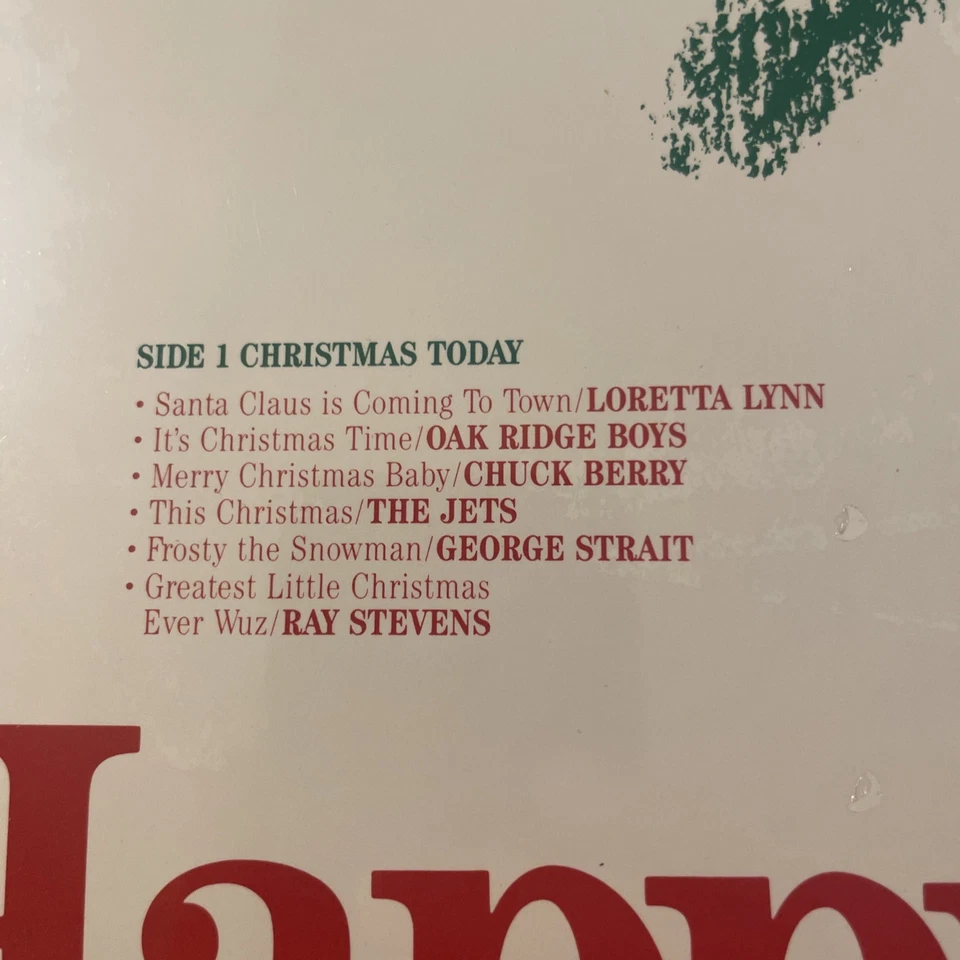 SIDE 1 CHRISTMAS TODAY
• Santa Claus is Coming To Town/LORETTA LYNN
• It's Christmas Time/OAK RIDGE BOYS
• Merry Christmas Baby/CHUCK BERRY
• This Christmas/THE JETS
• Frosty the Snowman/GEORGE STRAIT
• Greatest Little Christmas
Ever Wuz/RAY STEVENS
Happy